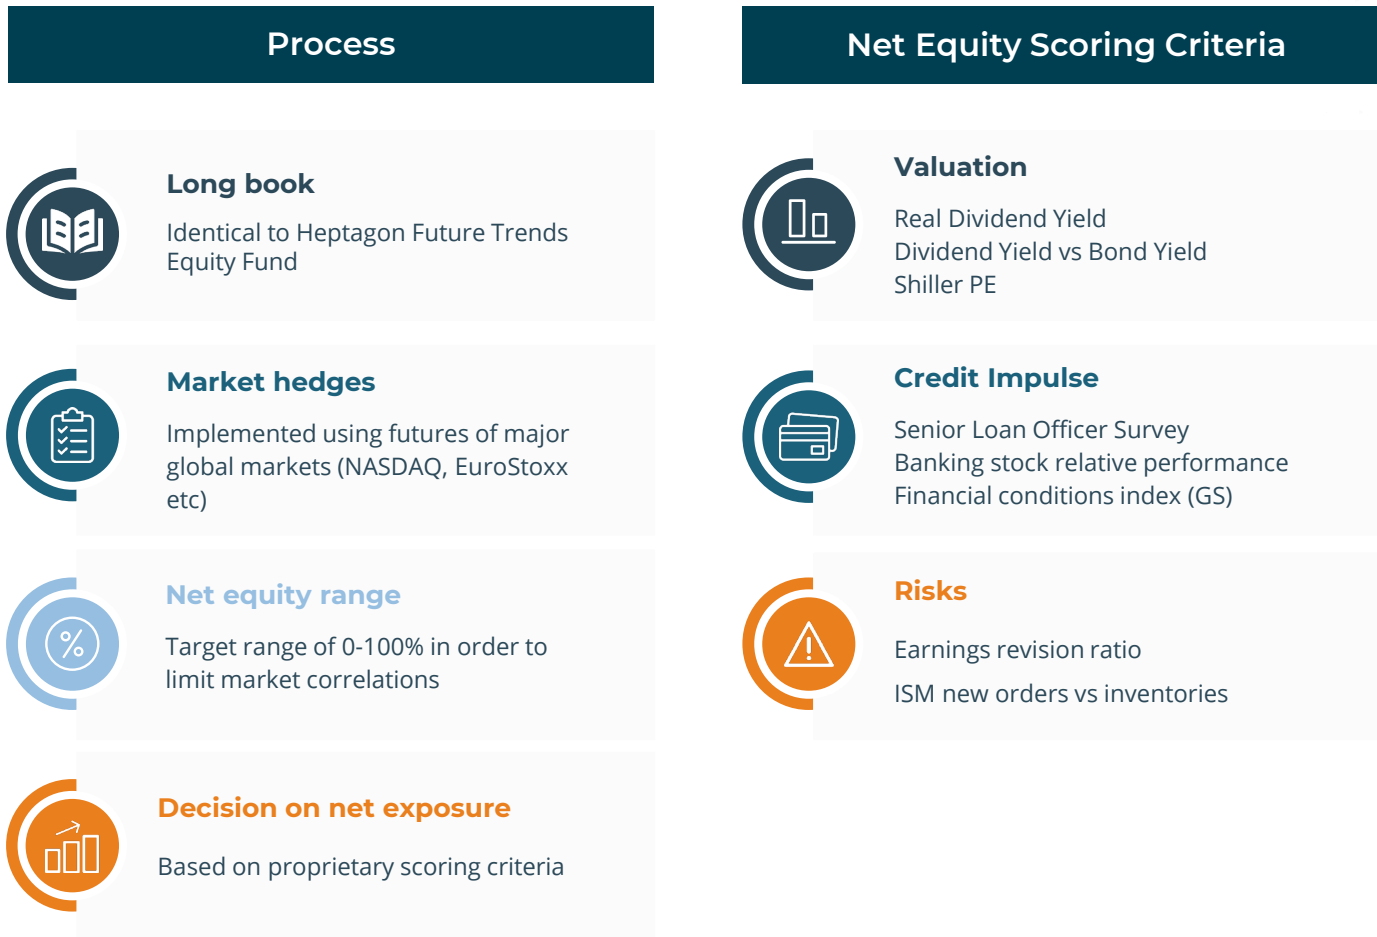 Process
Long book
Identical to Heptagon Future Trends
Equity Fund
Market hedges
Implemented using futures of major
global markets (NASDAQ, EuroStoxx
etc)
Net equity range
Target range of 0-100% in order to
limit market correlations
Decision on net exposure
Based on proprietary scoring criteria
Net Equity Scoring Criteria
Valuation
Real Dividend Yield
Dividend Yield vs Bond Yield
Shiller PE
Credit Impulse
Senior Loan Officer Survey
Banking stock relative performance
Financial conditions index (GS)
Risks
Earnings revision ratio
ISM new orders vs inventories